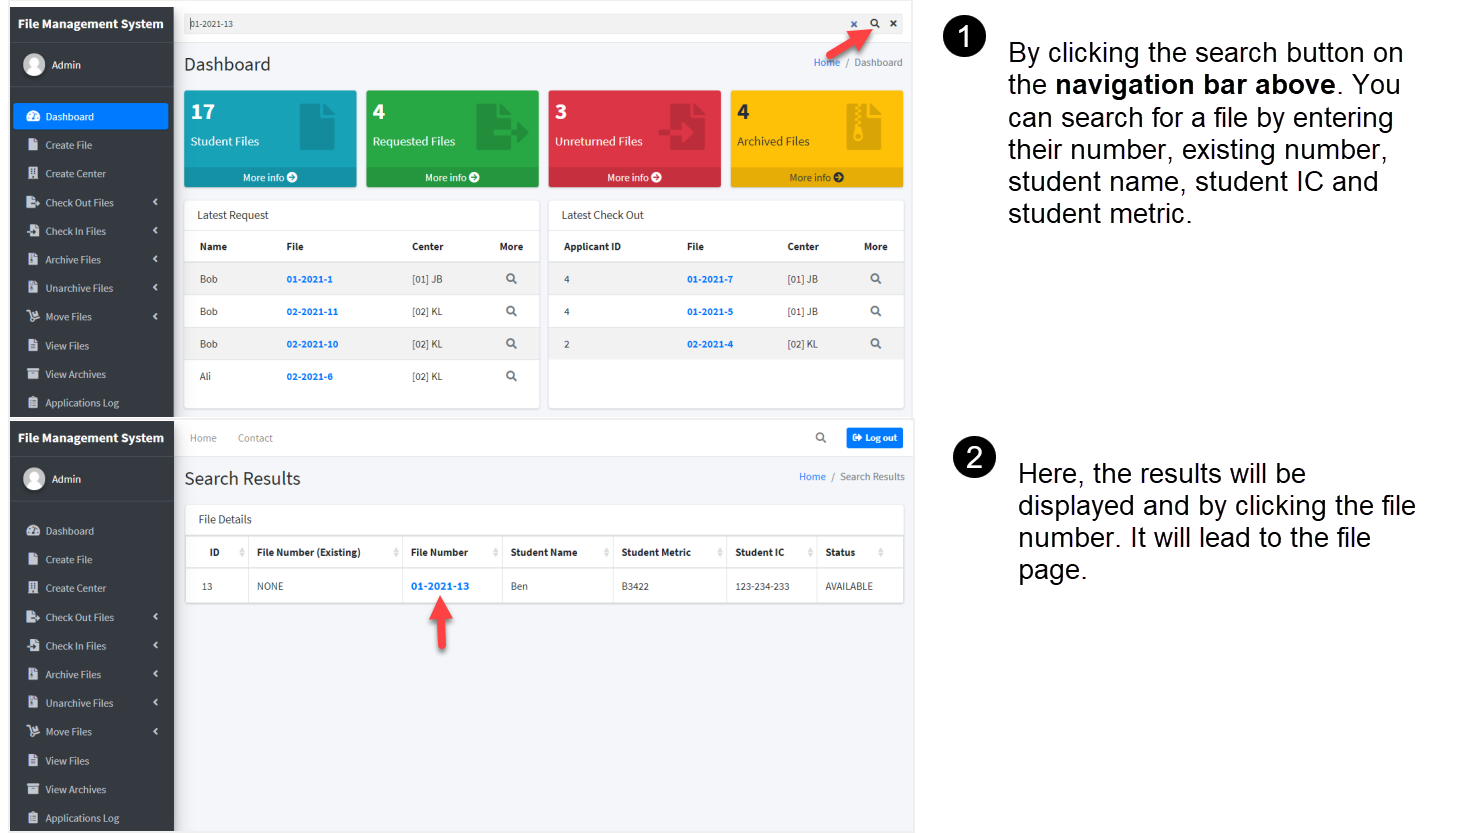 File Management System
01-2021-13
Admin
Dashboard
Home / Dashboard
Dashboard
Create File
Create Center
Check Out Files
Check In Files
Archive Files
Unarchive Files
Move Files
View Files
View Archives
Applications Log
17
Student Files
More info
4
Requested Files
More info
3
Unreturned Files
More info
4
Archived Files
More info
Latest Request
Name File Center More
Bob 01-2021-1 [01] JB
Bob 02-2021-11 [02] KL
Bob 02-2021-10 [02] KL
Ali 02-2021-6 [02] KL
Latest Check Out
Applicant ID File Center More
4 01-2021-7 [01] JB
4 01-2021-5 [01] JB
2 02-2021-4 [02] KL
1
By clicking the search button on
the navigation bar above. You
can search for a file by entering
their number, existing number,
student name, student IC and
student metric.
File Management System
Home Contact
Log out
Admin
Search Results
Home / Search Results
Dashboard
Create File
Create Center
Check Out Files
Check In Files
Archive Files
Unarchive Files
Move Files
View Files
View Archives
Applications Log
File Details
ID File Number (Existing) File Number Student Name Student Metric Student IC Status
13 NONE 01-2021-13 Ben B3422 123-234-233 AVAILABLE
2
Here, the results will be
displayed and by clicking the file
number. It will lead to the file
page.